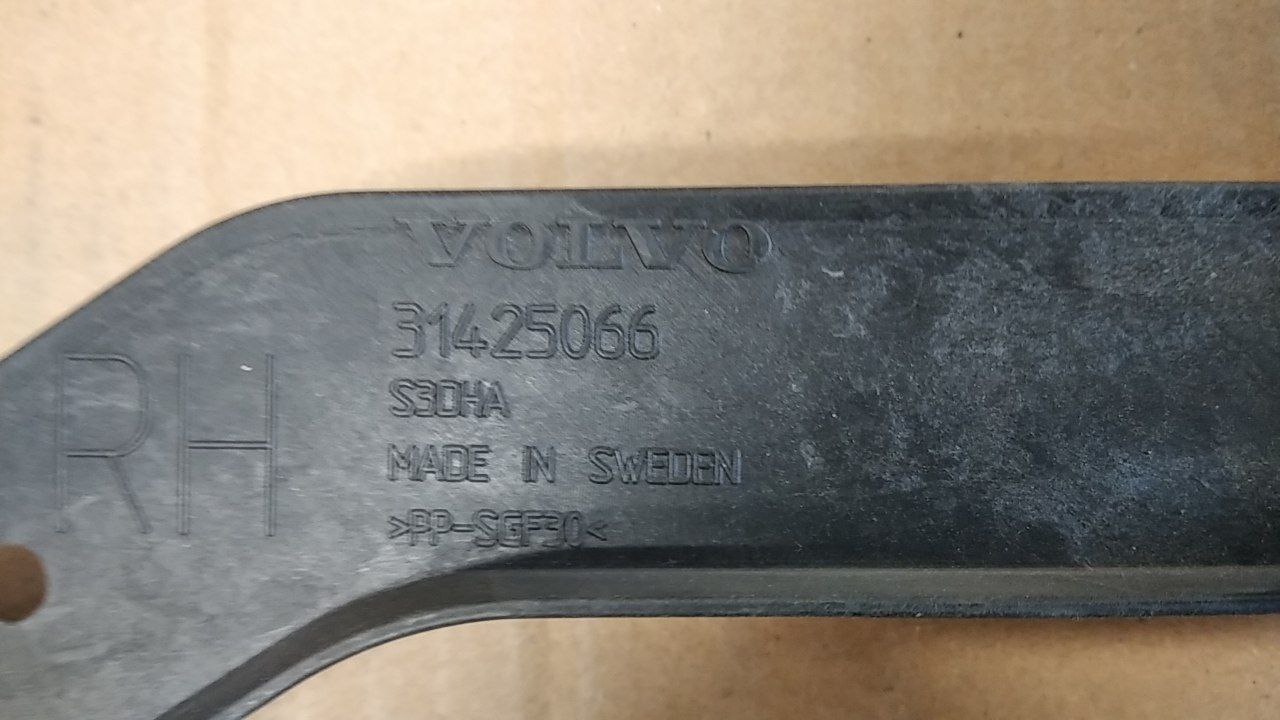 VOLVO
31425066
S3DHA
RH
MADE IN SWEDEN
>PP-SGF30<